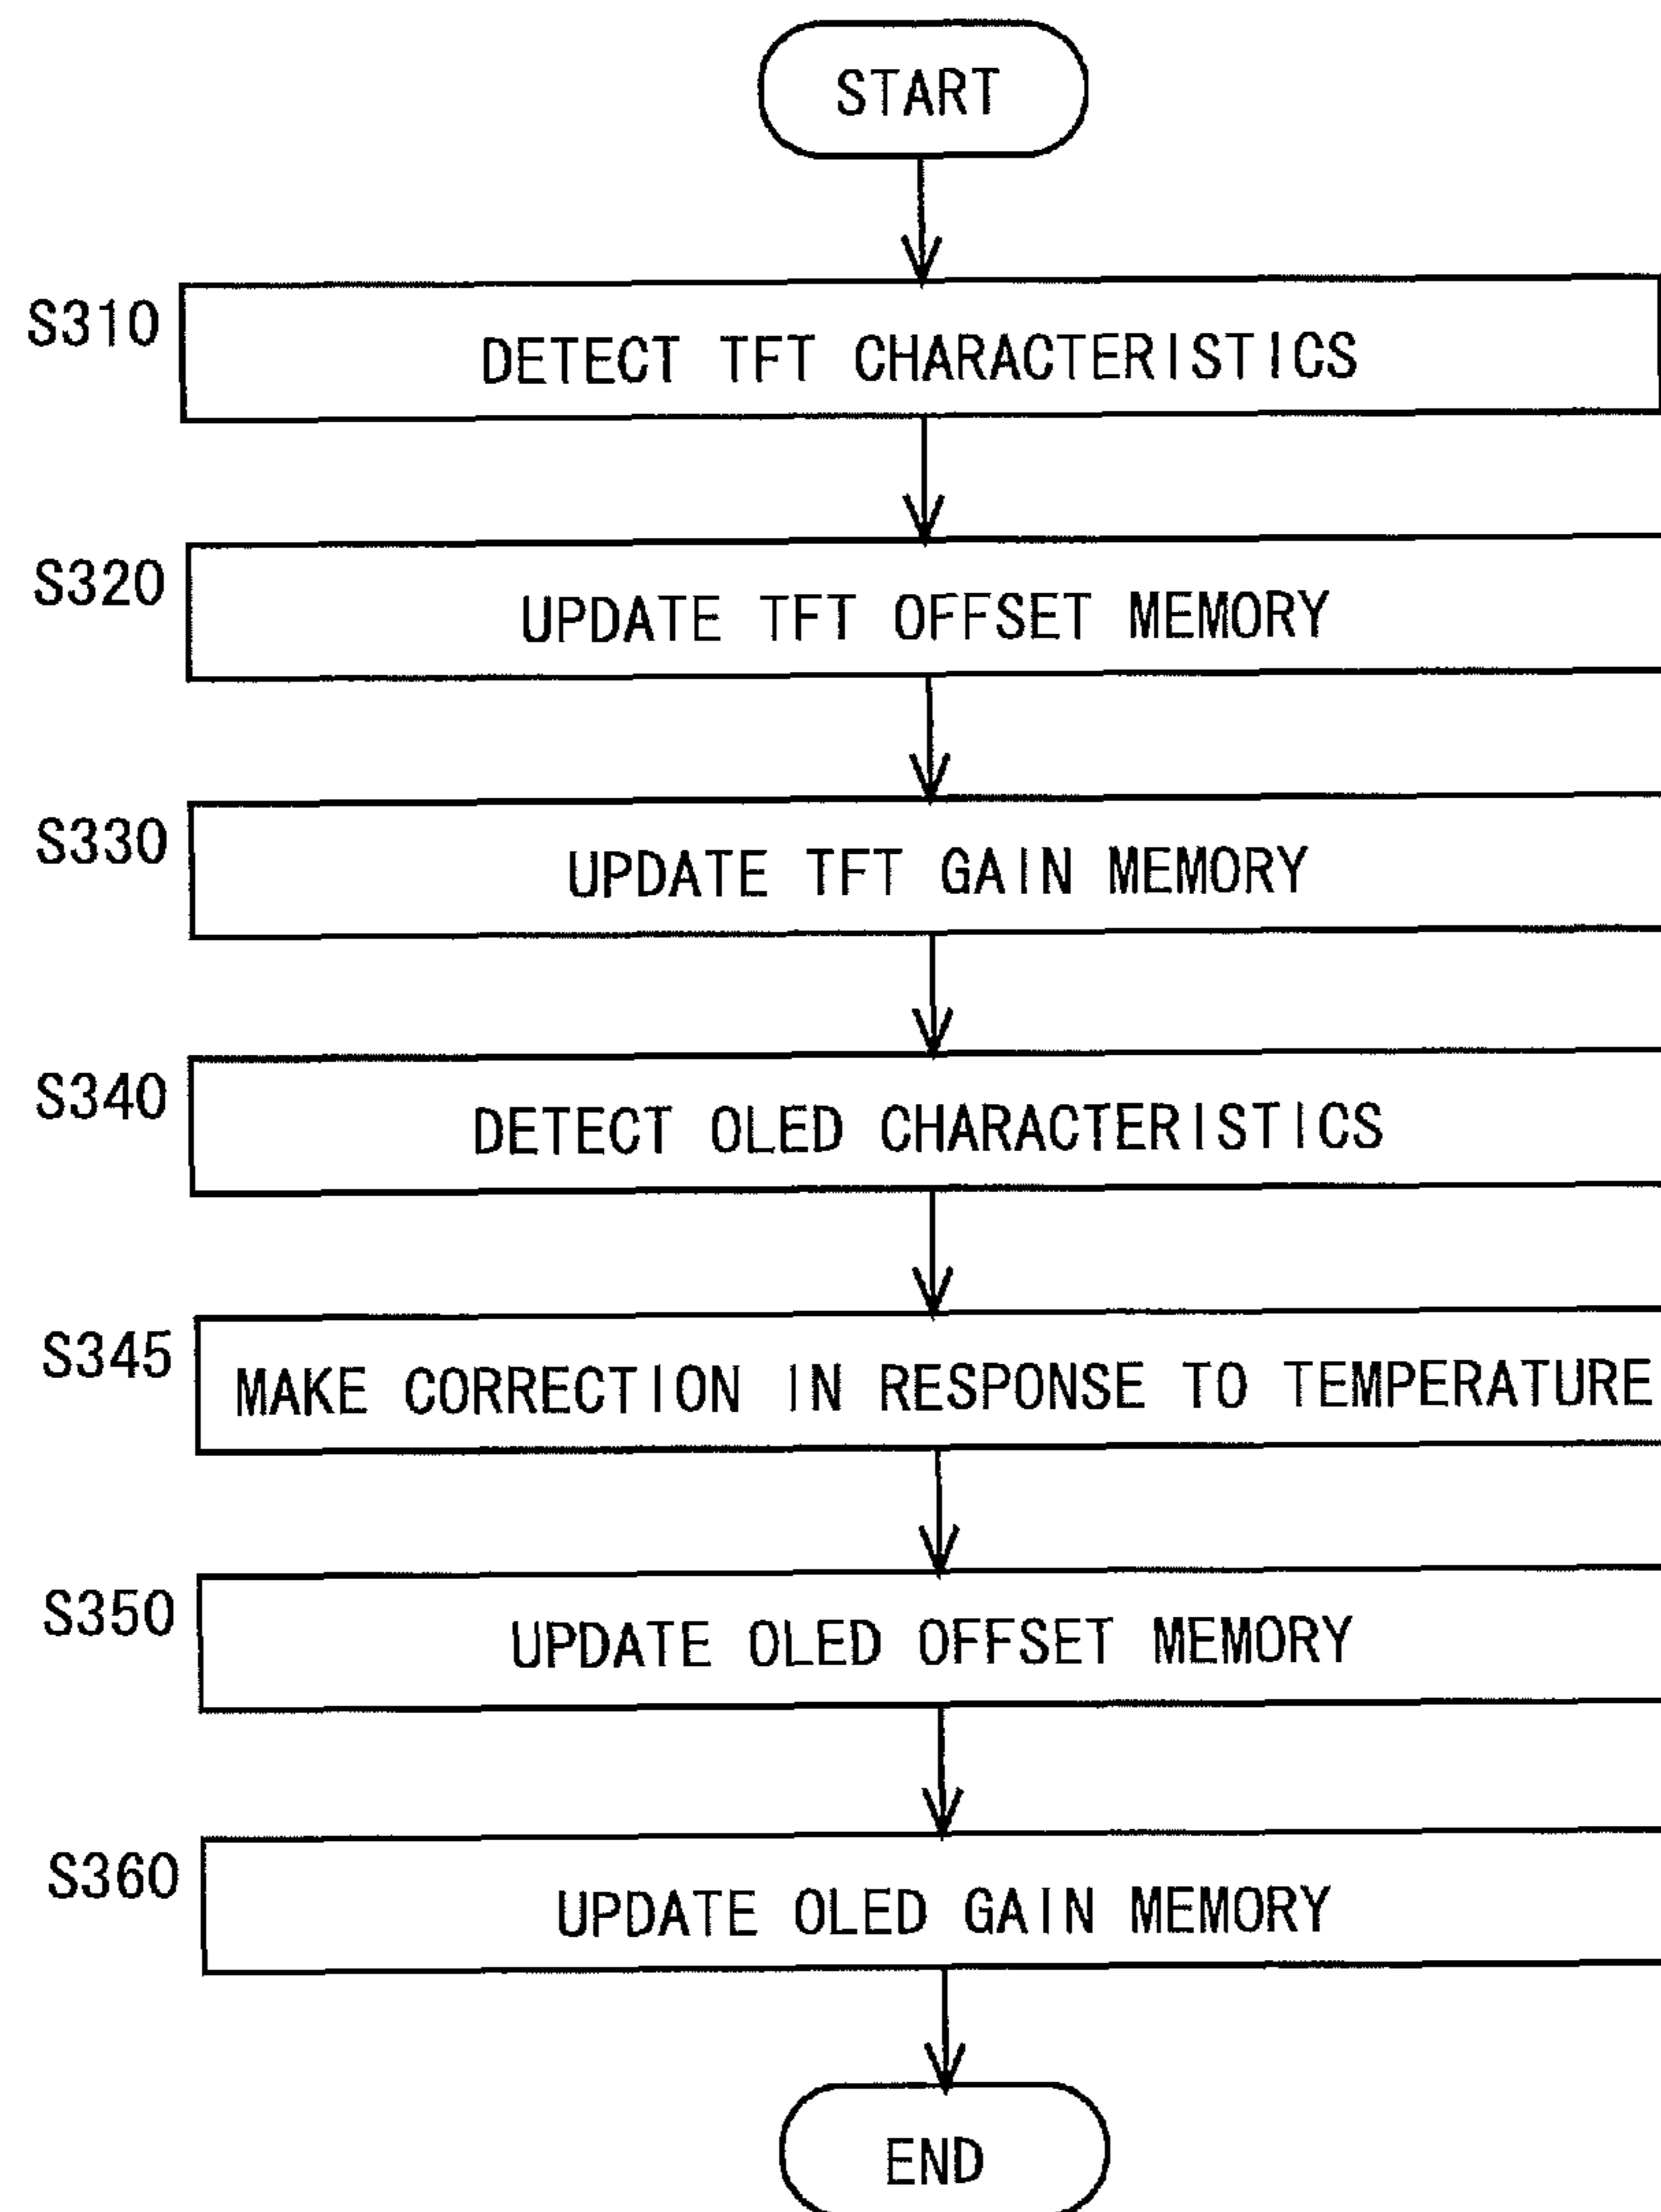 START
S310
DETECT TFT CHARACTERISTICS
S320
UPDATE TFT OFFSET MEMORY
S330
UPDATE TFT GAIN MEMORY
S340
DETECT OLED CHARACTERISTICS
S345
MAKE CORRECTION IN RESPONSE TO TEMPERATURE
S350
UPDATE OLED OFFSET MEMORY
S360
UPDATE OLED GAIN MEMORY
END